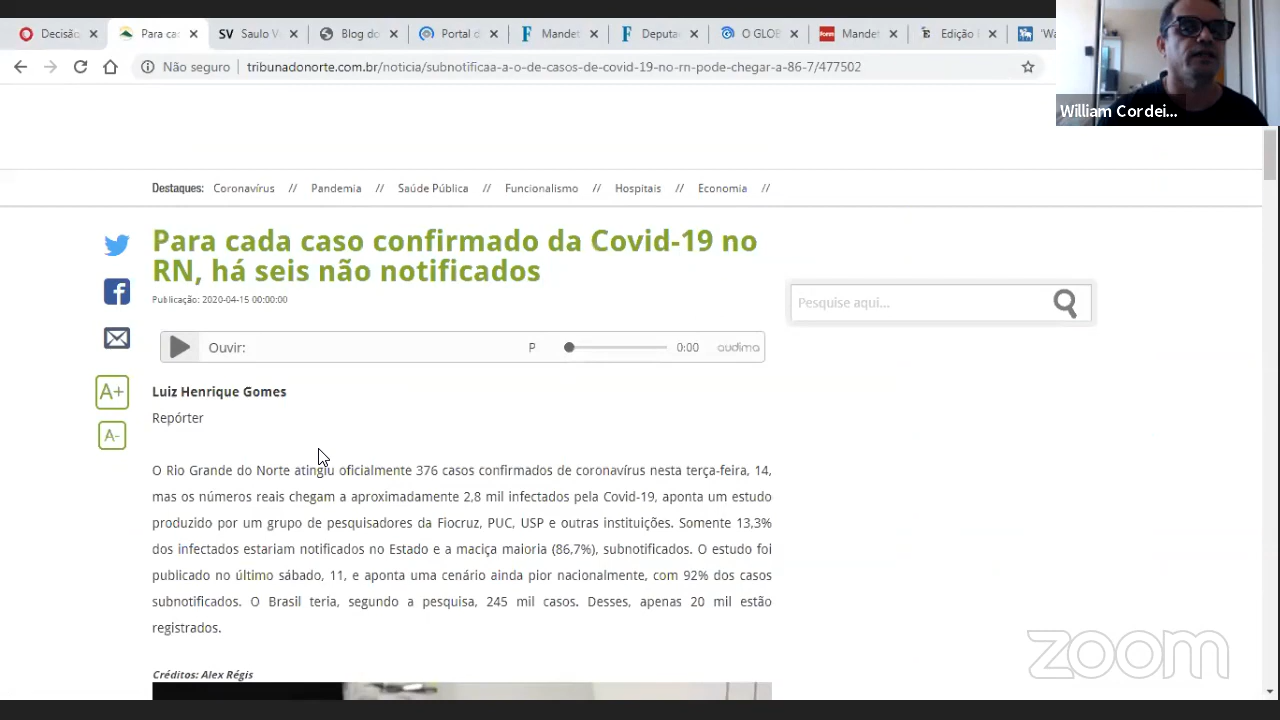 Decisão,
Para ca
SV Saulo V
Blog do
Portal d
F Mandet
F Deputa
O GLOB
Mandet
Edição
'Wa
Não seguro
tribunadonorte.com.br/noticia/subnotificaa-a-o-de-casos-de-covid-19-no-rn-pode-chegar-a-86-7/477502
William Cordei...
Destaques: Coronavírus // Pandemia // Saúde Pública // Funcionalismo // Hospitais // Economia //
Para cada caso confirmado da Covid-19 no
RN, há seis não notificados
Publicação: 2020-04-15 00:00:00
Pesquise aqui...
Ouvir: P 0:00 audima
A+
A-
Luiz Henrique Gomes
Repórter
O Rio Grande do Norte atingiu oficialmente 376 casos confirmados de coronavírus nesta terça-feira, 14,
mas os números reais chegam a aproximadamente 2,8 mil infectados pela Covid-19, aponta um estudo
produzido por um grupo de pesquisadores da Fiocruz, PUC, USP e outras instituições. Somente 13,3%
dos infectados estariam notificados no Estado e a maciça maioria (86,7%), subnotificados. O estudo foi
publicado no último sábado, 11, e aponta uma cenário ainda pior nacionalmente, com 92% dos casos
subnotificados. O Brasil teria, segundo a pesquisa, 245 mil casos. Desses, apenas 20 mil estão
registrados.
Créditos: Alex Régis
zoom